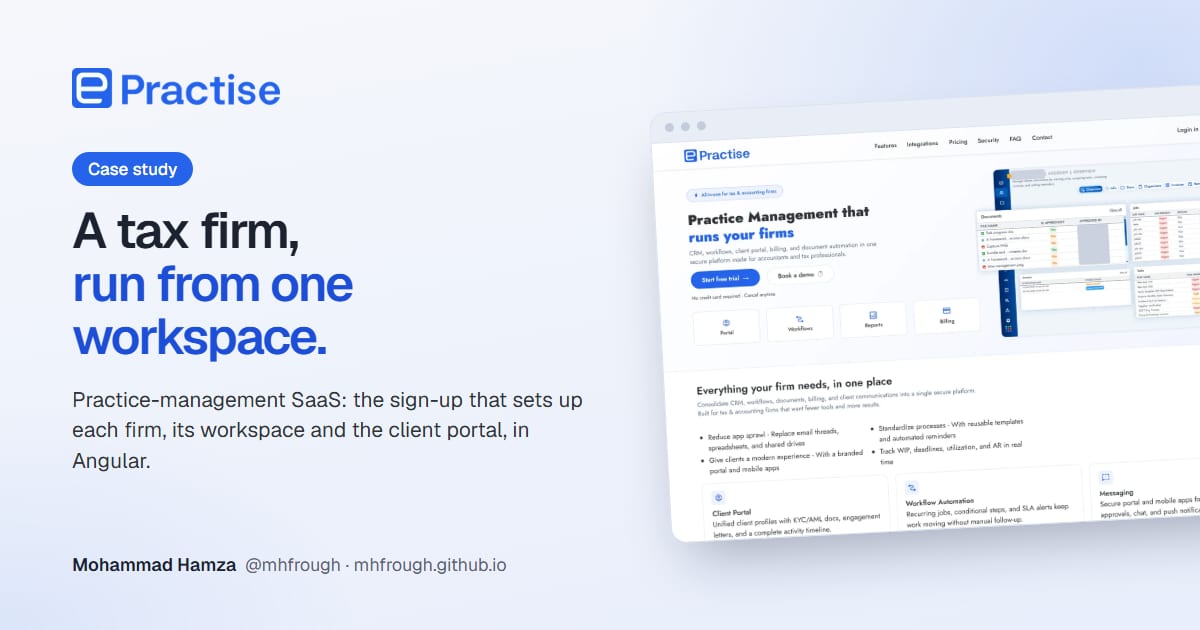 Practise
Case study
A tax firm,
run from one
workspace.
Practice-management SaaS: the sign-up that sets up
each firm, its workspace and the client portal, in
Angular.
Mohammad Hamza @mhfrough · mhfrough.github.io
Practise
Features Integrations Pricing Security FAQ Contact
Login in
All-in-one for tax & accounting firms
Practice Management that
runs your firms
CRM, workflows, client portal, billing, and document automation in one
secure platform made for accountants and tax professionals.
Start free trial → Book a demo
No credit card required · Cancel anytime
Portal
Workflows
Reports
Billing
Documents
Everything your firm needs, in one place
Consolidate CRM, workflows, documents, billing, and client communications into a single secure platform.
Built for tax & accounting firms that want fewer tools and more results.
Reduce app sprawl - Replace email threads,
spreadsheets, and shared drives
Give clients a modern experience - With a branded
portal and mobile apps
Standardize processes - With reusable templates
and automated reminders
Track WIP, deadlines, utilization, and AR in real
time
Client Portal
Unified client profiles with KYC/AML docs, engagement
letters, and a complete activity timeline.
Workflow Automation
Recurring jobs, conditional steps, and SLA alerts keep
work moving without manual follow-up.
Messaging
Secure portal and mobile apps
approvals, chat, and push